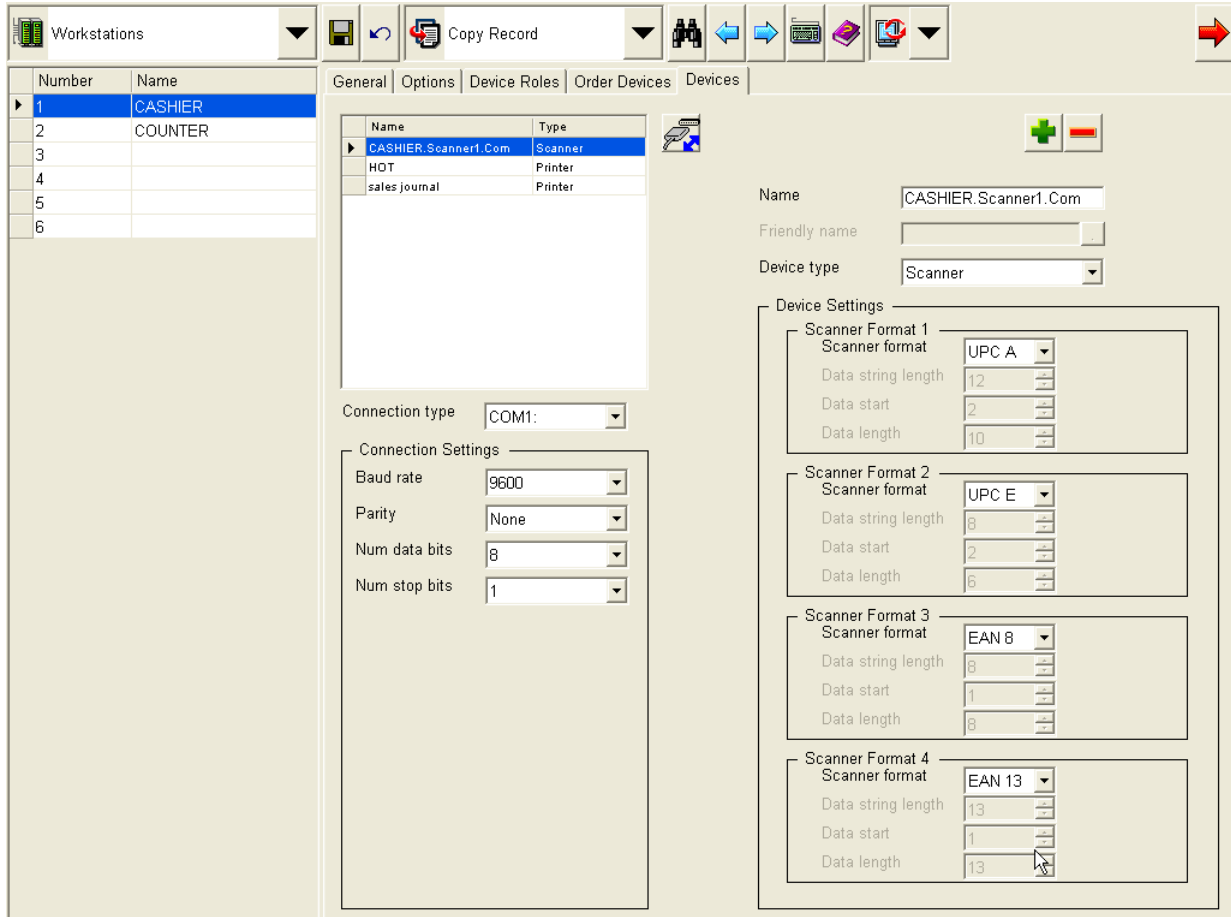 Workstations
Copy Record
Number Name
1 CASHIER
2 COUNTER
3
4
5
6
General Options Device Roles Order Devices Devices
Name Type
CASHIER.Scanner1.Com Scanner
HOT Printer
sales journal Printer
Connection type COM1:
Connection Settings
Baud rate 9600
Parity None
Num data bits 8
Num stop bits 1
Name CASHIER.Scanner1.Com
Friendly name .
Device type Scanner
Device Settings
Scanner Format 1
Scanner format UPC A
Data string length 12
Data start 2
Data length 10
Scanner Format 2
Scanner format UPC E
Data string length 8
Data start 2
Data length 6
Scanner Format 3
Scanner format EAN 8
Data string length 8
Data start 1
Data length 8
Scanner Format 4
Scanner format EAN 13
Data string length 13
Data start 1
Data length 13